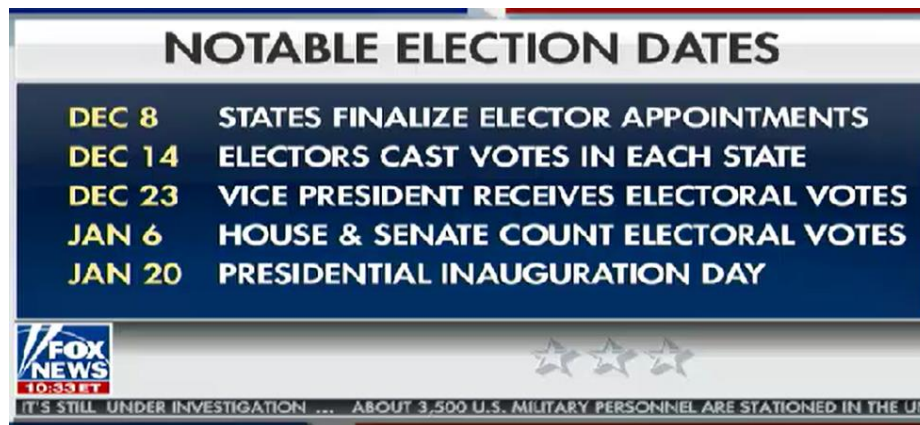 NOTABLE ELECTION DATES
DEC 8 STATES FINALIZE ELECTOR APPOINTMENTS
DEC 14 ELECTORS CAST VOTES IN EACH STATE
DEC 23 VICE PRESIDENT RECEIVES ELECTORAL VOTES
JAN 6 HOUSE & SENATE COUNT ELECTORAL VOTES
JAN 20 PRESIDENTIAL INAUGURATION DAY
FOX
NEWS
10:33 ET
IT'S STILL UNDER INVESTIGATION ... ABOUT 3,500 U.S. MILITARY PERSONNEL ARE STATIONED IN THE